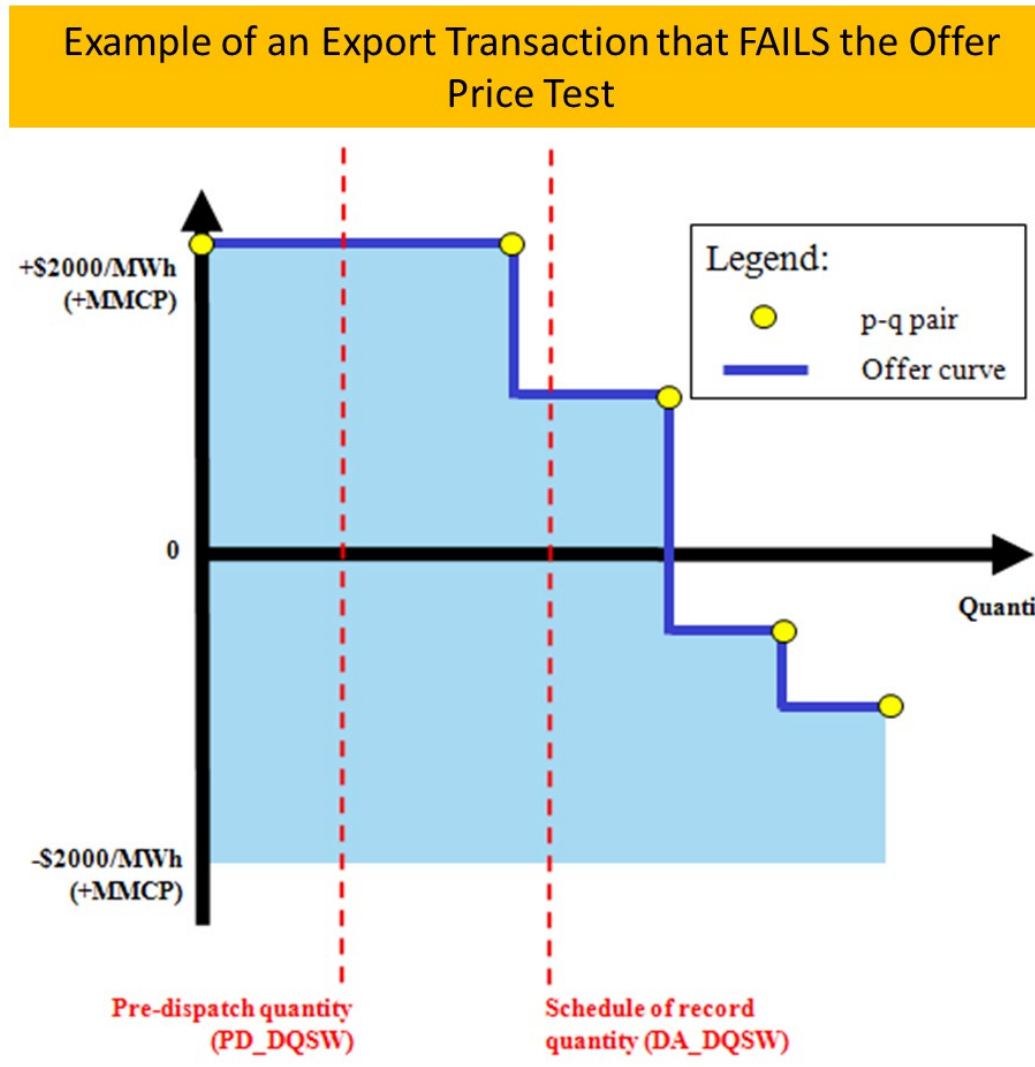 Example of an Export Transaction that FAILS the Offer
Price Test
+$2000/MWh
(+MMCP)
Legend:
p-q pair
Offer curve
0
Quanti
-$2000/MWh
(+MMCP)
Pre-dispatch quantity
(PD_DQSW)
Schedule of record
quantity (DA_DQSW)